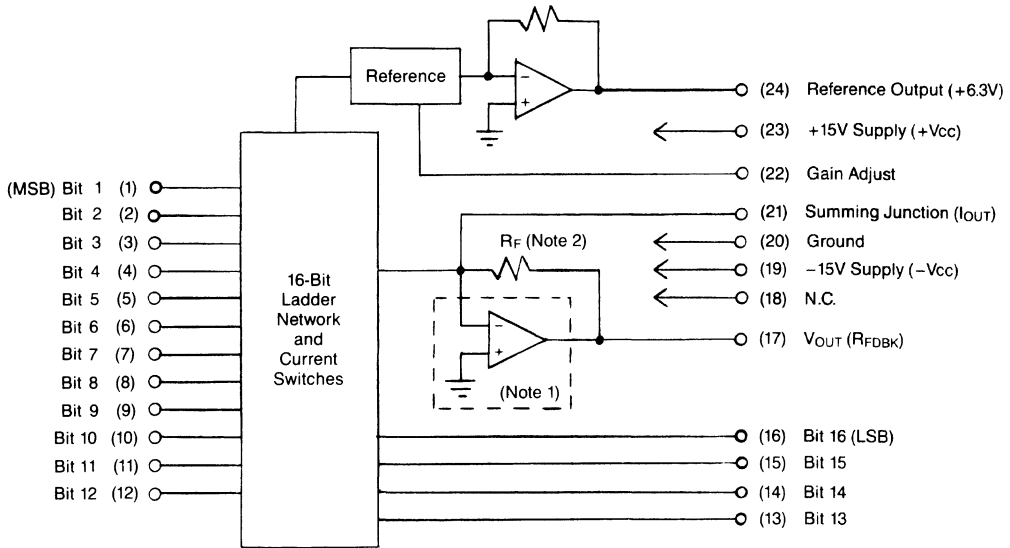 Reference
−
+
(24) Reference Output (+6.3V)
(23) +15V Supply (+Vcc)
(22) Gain Adjust
(21) Summing Junction (IOUT)
(20) Ground
(19) −15V Supply (−Vcc)
(18) N.C.
(17) VOUT (RFDBK)
(16) Bit 16 (LSB)
(15) Bit 15
(14) Bit 14
(13) Bit 13
(MSB) Bit 1 (1)
Bit 2 (2)
Bit 3 (3)
Bit 4 (4)
Bit 5 (5)
Bit 6 (6)
Bit 7 (7)
Bit 8 (8)
Bit 9 (9)
Bit 10 (10)
Bit 11 (11)
Bit 12 (12)
16-Bit
Ladder
Network
and
Current
Switches
RF (Note 2)
−
+
(Note 1)